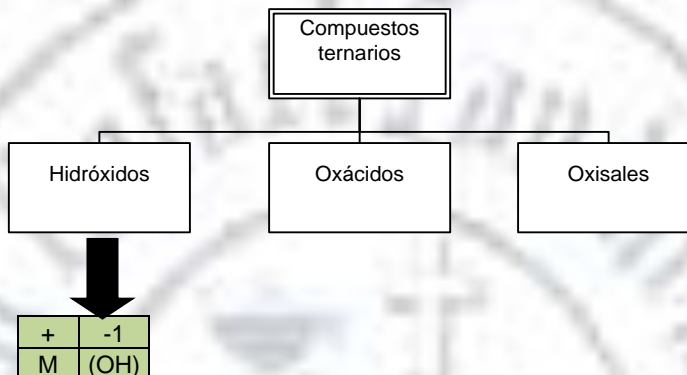 Compuestos
ternarios
Hidróxidos
Oxácidos
Oxisales
+ -1
M (OH)